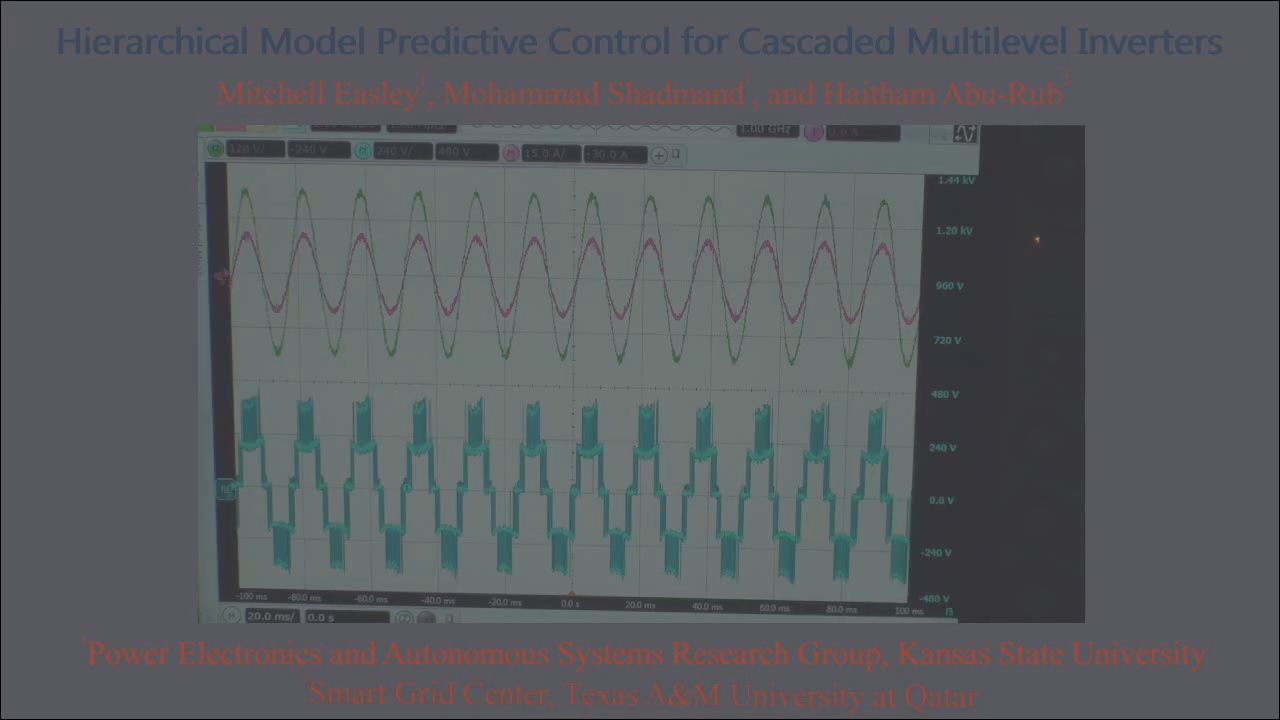 Hierarchical Model Predictive Control for Cascaded Multilevel Inverters
Mitchell Easley¹, Mohammad Shadmand¹, and Haitham Abu-Rub²
1.00 GHz 0.0 A
120 V/ -240 V 240 V/ 480 V 15.0 A/ -30.0 A
1.44 kV
1.20 kV
960 V
720 V
480 V
240 V
0.0 V
-240 V
-480 V
-100 ms -80.0 ms -60.0 ms -40.0 ms -20.0 ms 0.0 s 20.0 ms 40.0 ms 60.0 ms 80.0 ms 100 ms
H 20.0 ms/ 0.0 s
¹Power Electronics and Autonomous Systems Research Group, Kansas State University
²Smart Grid Center, Texas A&M University at Qatar